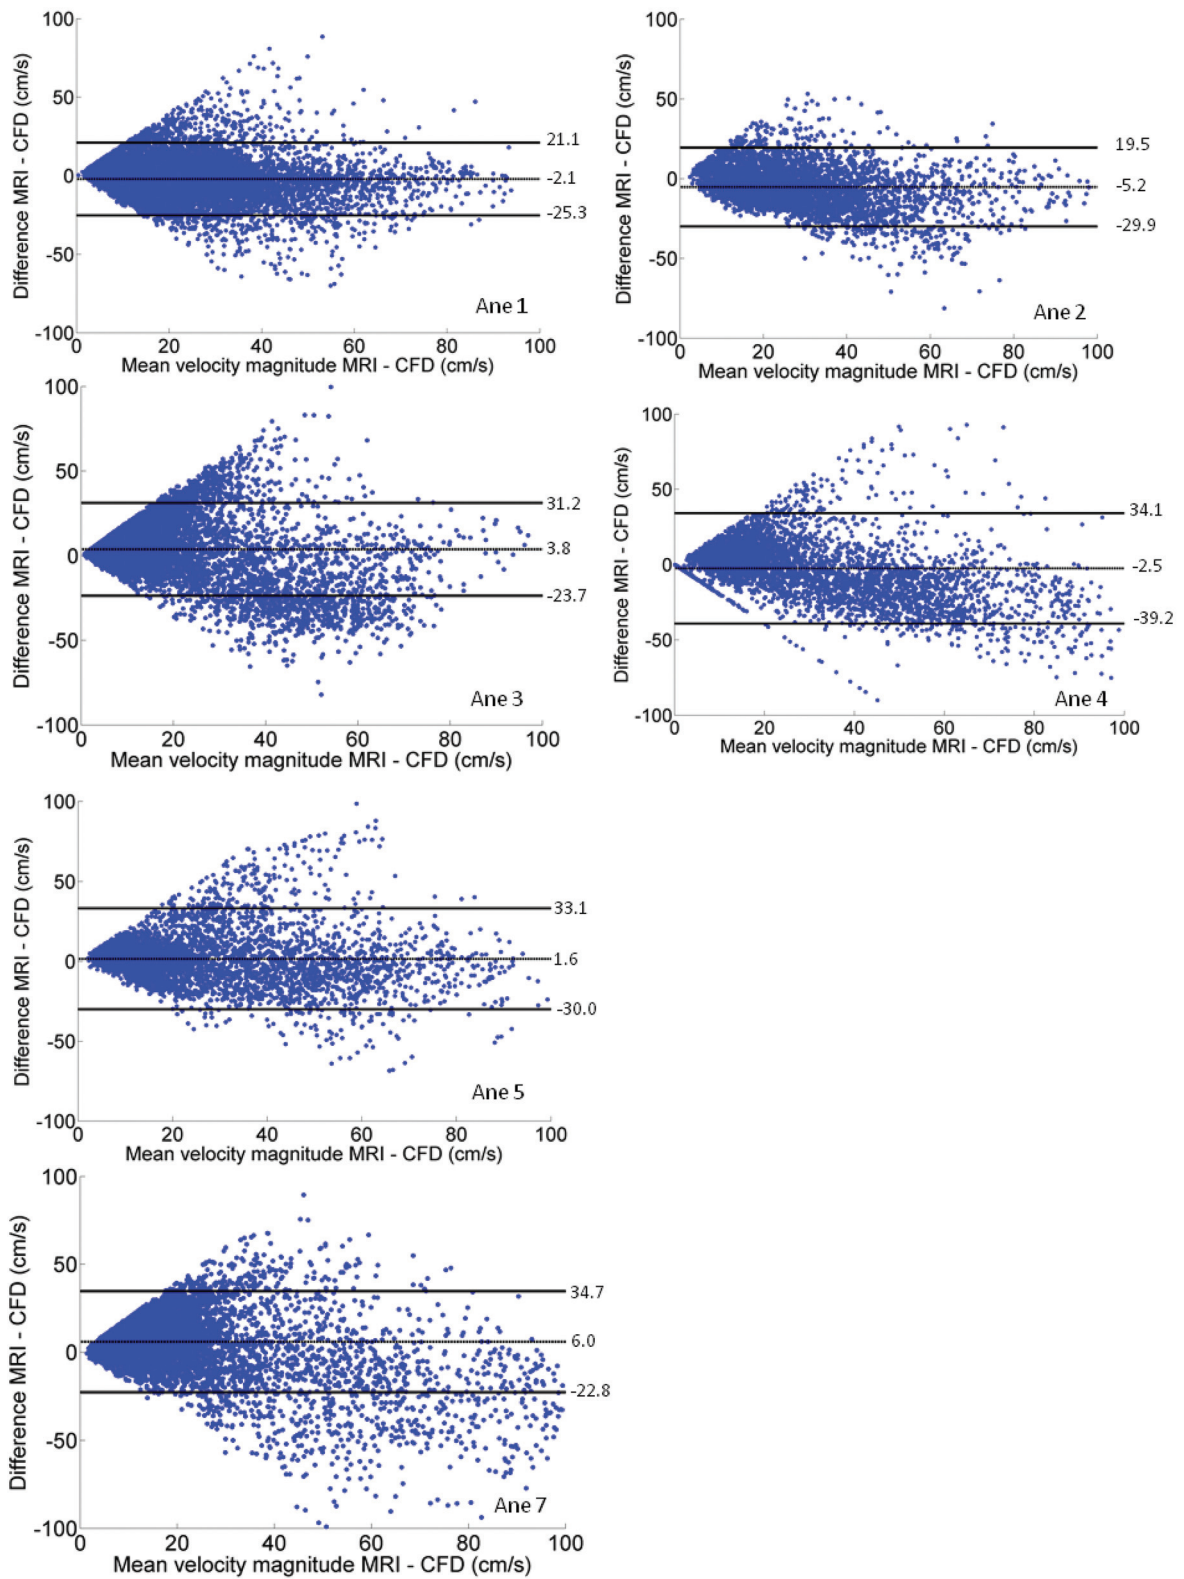 100
50
0
-50
-100
Difference MRI - CFD (cm/s)
21.1
-2.1
-25.3
Ane 1
0 20 40 60 80 100
Mean velocity magnitude MRI - CFD (cm/s)
100
50
0
-50
-100
Difference MRI - CFD (cm/s)
19.5
-5.2
-29.9
Ane 2
0 20 40 60 80 100
Mean velocity magnitude MRI - CFD (cm/s)
100
50
0
-50
-100
Difference MRI - CFD (cm/s)
31.2
3.8
-23.7
Ane 3
0 20 40 60 80 100
Mean velocity magnitude MRI - CFD (cm/s)
100
50
0
-50
-100
Difference MRI - CFD (cm/s)
34.1
-2.5
-39.2
Ane 4
0 20 40 60 80 100
Mean velocity magnitude MRI - CFD (cm/s)
100
50
0
-50
-100
Difference MRI - CFD (cm/s)
33.1
1.6
-30.0
Ane 5
0 20 40 60 80 100
Mean velocity magnitude MRI - CFD (cm/s)
100
50
0
-50
-100
Difference MRI - CFD (cm/s)
34.7
6.0
-22.8
Ane 7
0 20 40 60 80 100
Mean velocity magnitude MRI - CFD (cm/s)